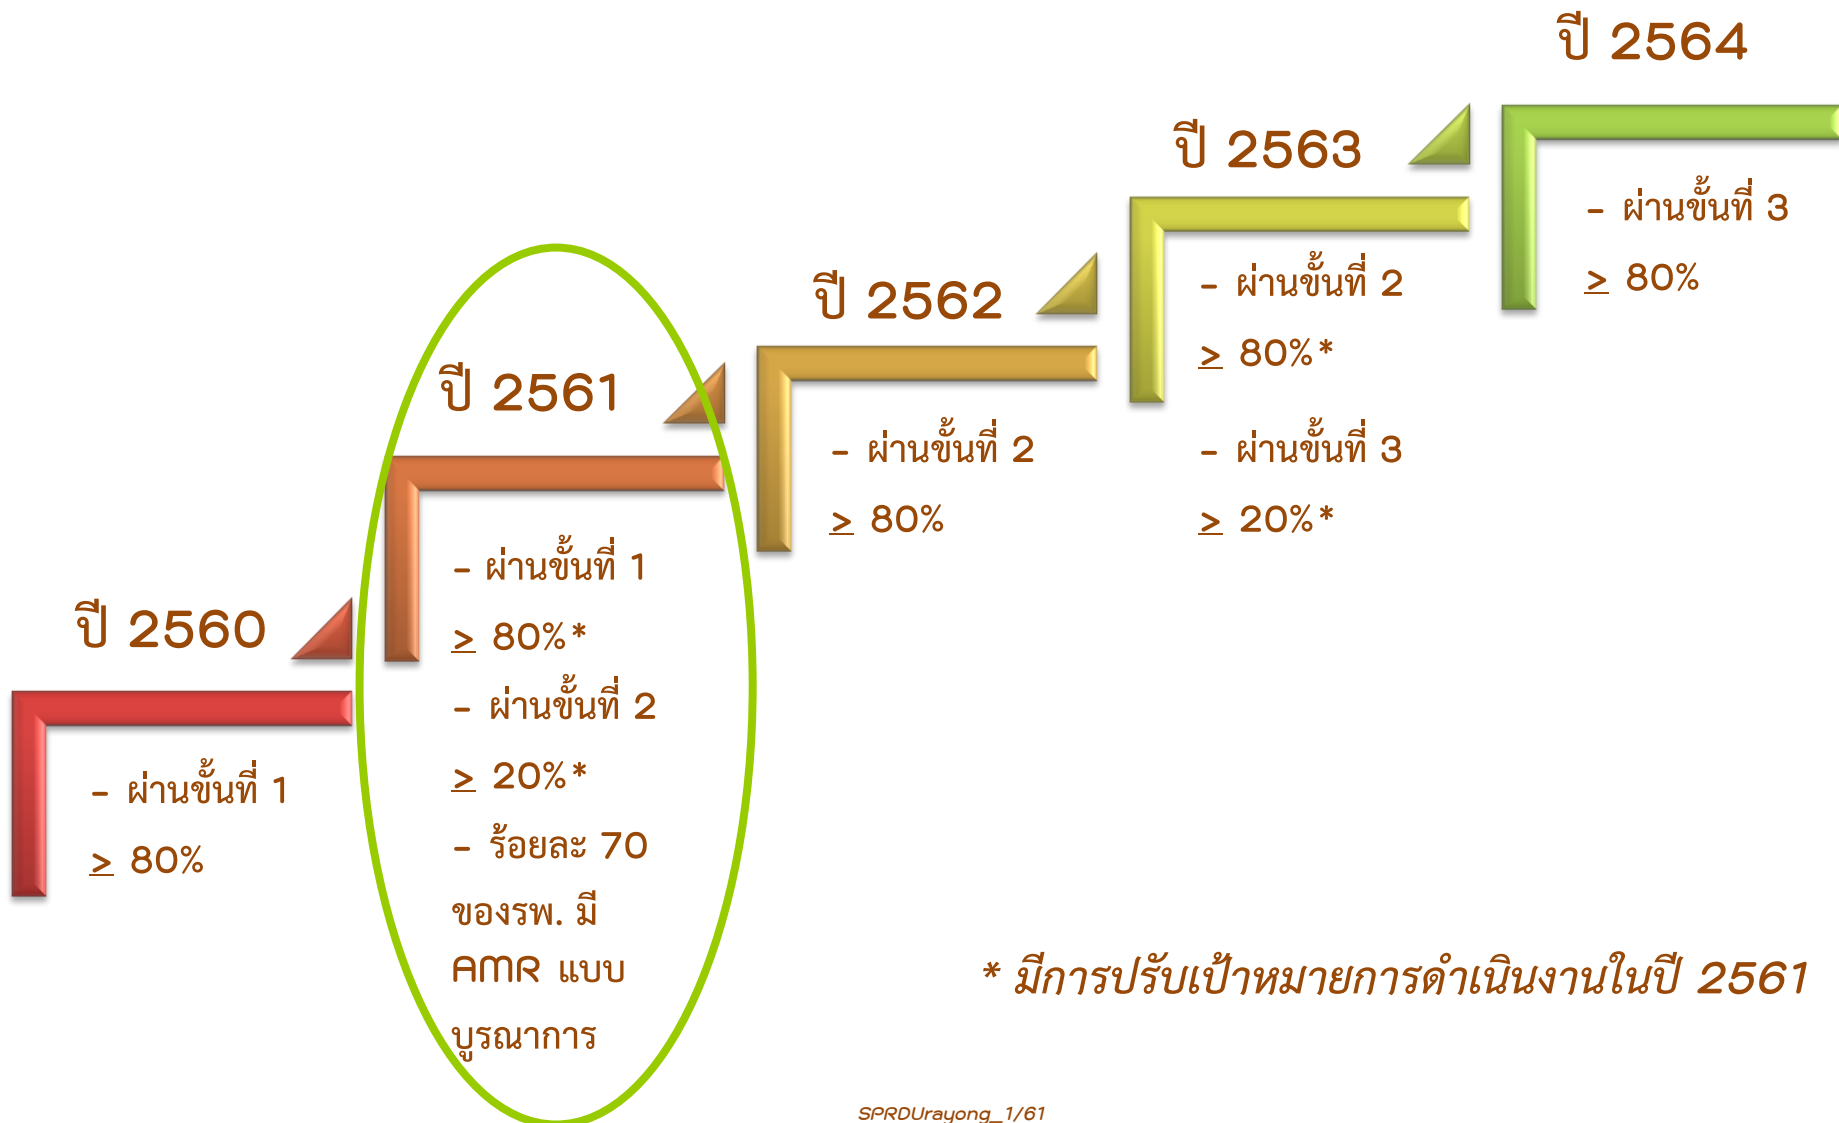 ปี 2560
- ผ่านขั้นที่ 1
≥ 80%
ปี 2561
- ผ่านขั้นที่ 1
≥ 80%*
- ผ่านขั้นที่ 2
≥ 20%*
- ร้อยละ 70
ของรพ. มี
AMR แบบ
บูรณาการ
ปี 2562
- ผ่านขั้นที่ 2
≥ 80%
ปี 2563
- ผ่านขั้นที่ 2
≥ 80%*
- ผ่านขั้นที่ 3
≥ 20%*
ปี 2564
- ผ่านขั้นที่ 3
≥ 80%
* มีการปรับเป้าหมายการดำเนินงานในปี 2561
SPRDUrayong_1/61